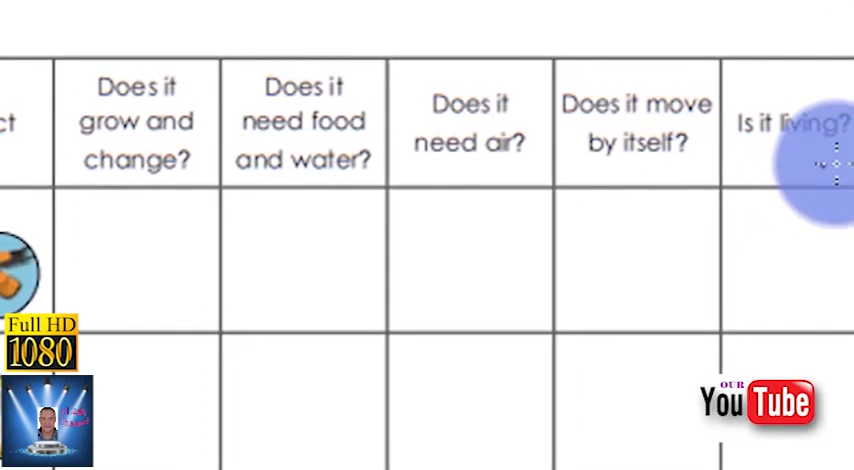 ct
Does it
grow and
change?
Does it
need food
and water?
Does it
need air?
Does it move
by itself?
Is it living?
Full HD
1080
OUR
YouTube